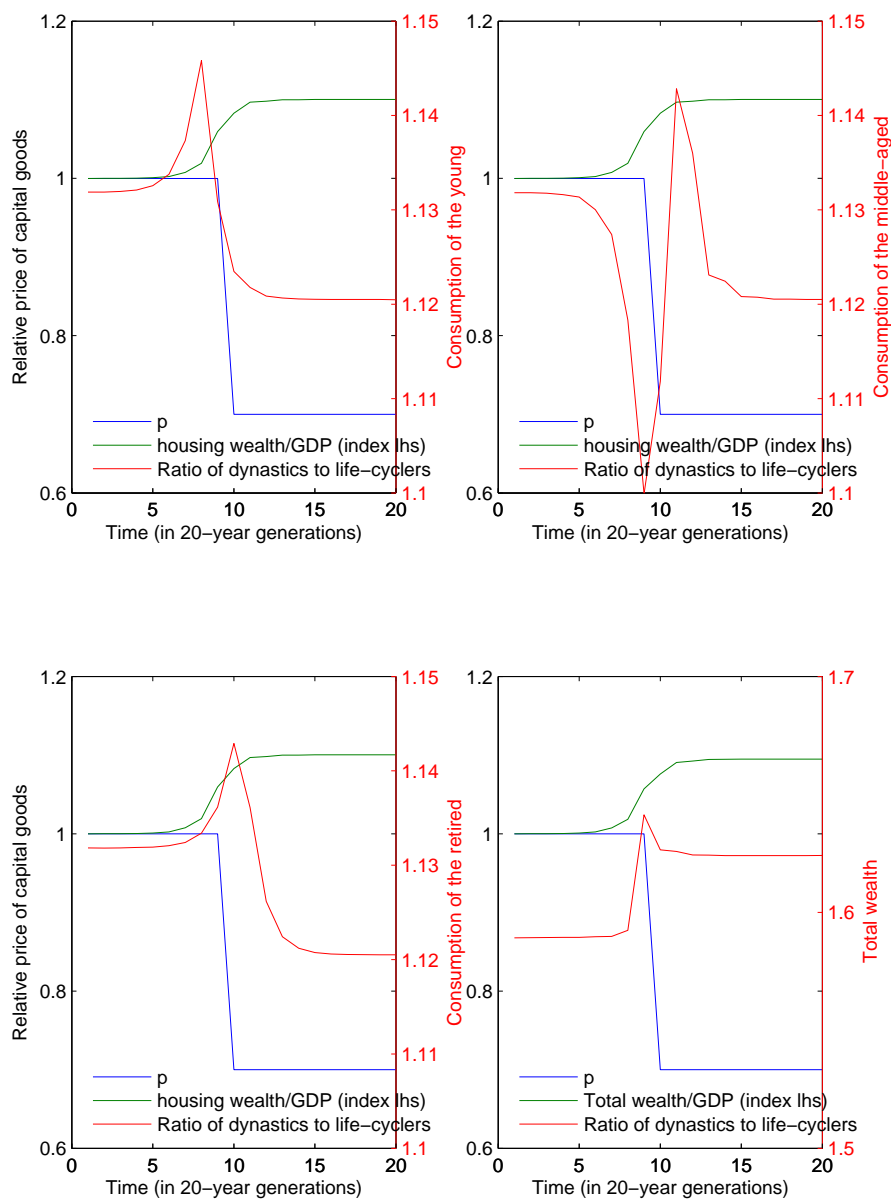 1.2
1.15
1.14
1
1.13
0.8
1.12
1.11
0.6
1.1
0
5
10
15
20
Relative price of capital goods
Consumption of the young
p
housing wealth/GDP (index lhs)
Ratio of dynastics to life-cyclers
Time (in 20-year generations)
1.2
1.15
1.14
1
1.13
0.8
1.12
1.11
0.6
1.1
0
5
10
15
20
Consumption of the middle-aged
p
housing wealth/GDP (index lhs)
Ratio of dynastics to life-cyclers
Time (in 20-year generations)
1.2
1.15
1.14
1
1.13
0.8
1.12
1.11
0.6
1.1
0
5
10
15
20
Relative price of capital goods
Consumption of the retired
p
housing wealth/GDP (index lhs)
Ratio of dynastics to life-cyclers
Time (in 20-year generations)
1.2
1.7
1
1.6
0.8
0.6
1.5
0
5
10
15
20
Total wealth
p
Total wealth/GDP (index lhs)
Ratio of dynastics to life-cyclers
Time (in 20-year generations)